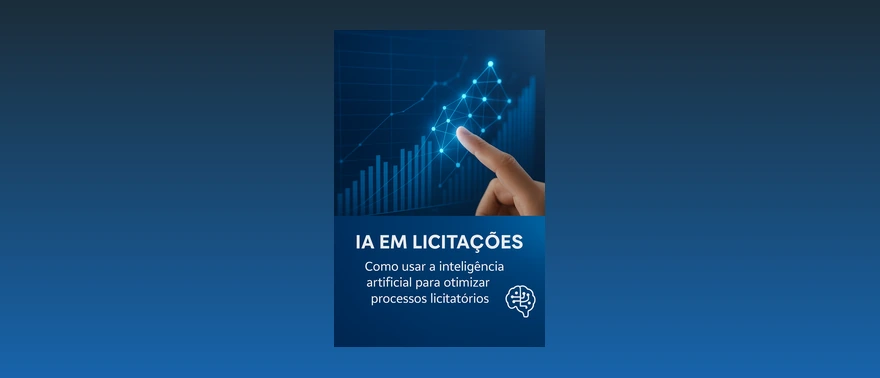 IA EM LICITAÇÕES
Como usar a inteligência
artificial para otimizar
processos licitatórios